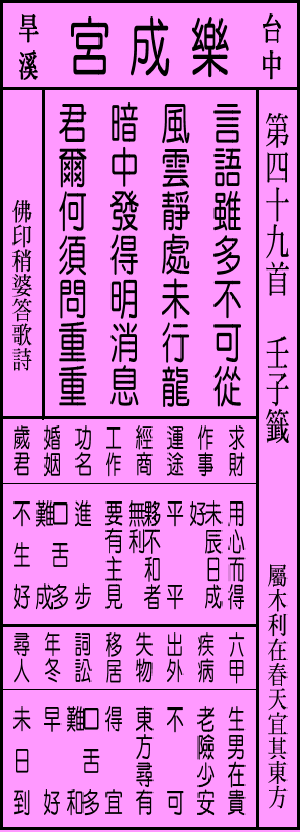 台中
樂成宮
旱溪
第四十九首 壬子籤
屬木利在春天宜其東方
言語雖多不可從
風雲靜處未行龍
暗中發得明消息
君爾何須問重重
佛印稍婆答歌詩
求財 用心而得
作事 未辰日成好
運途 平平
經商 夥不和者無利
工作 要有主見
功名 進步
婚姻 口舌多難成
歲君 不生好
六甲 生男在貴
疾病 老險少安
出外 不可
失物 東方尋有
移居 得宜
詞訟 口舌多難和
年冬 早好
尋人 未日到